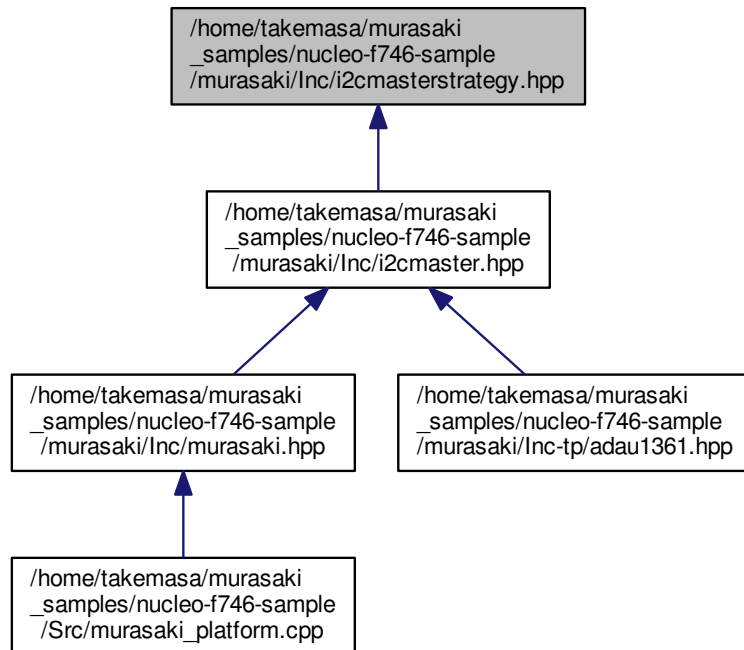 /home/takemasa/murasaki
_samples/nucleo-f746-sample
/murasaki/Inc/i2cmasterstrategy.hpp
/home/takemasa/murasaki
_samples/nucleo-f746-sample
/murasaki/Inc/i2cmaster.hpp
/home/takemasa/murasaki
_samples/nucleo-f746-sample
/murasaki/Inc/murasaki.hpp
/home/takemasa/murasaki
_samples/nucleo-f746-sample
/murasaki/Inc-tp/adau1361.hpp
/home/takemasa/murasaki
_samples/nucleo-f746-sample
/Src/murasaki_platform.cpp